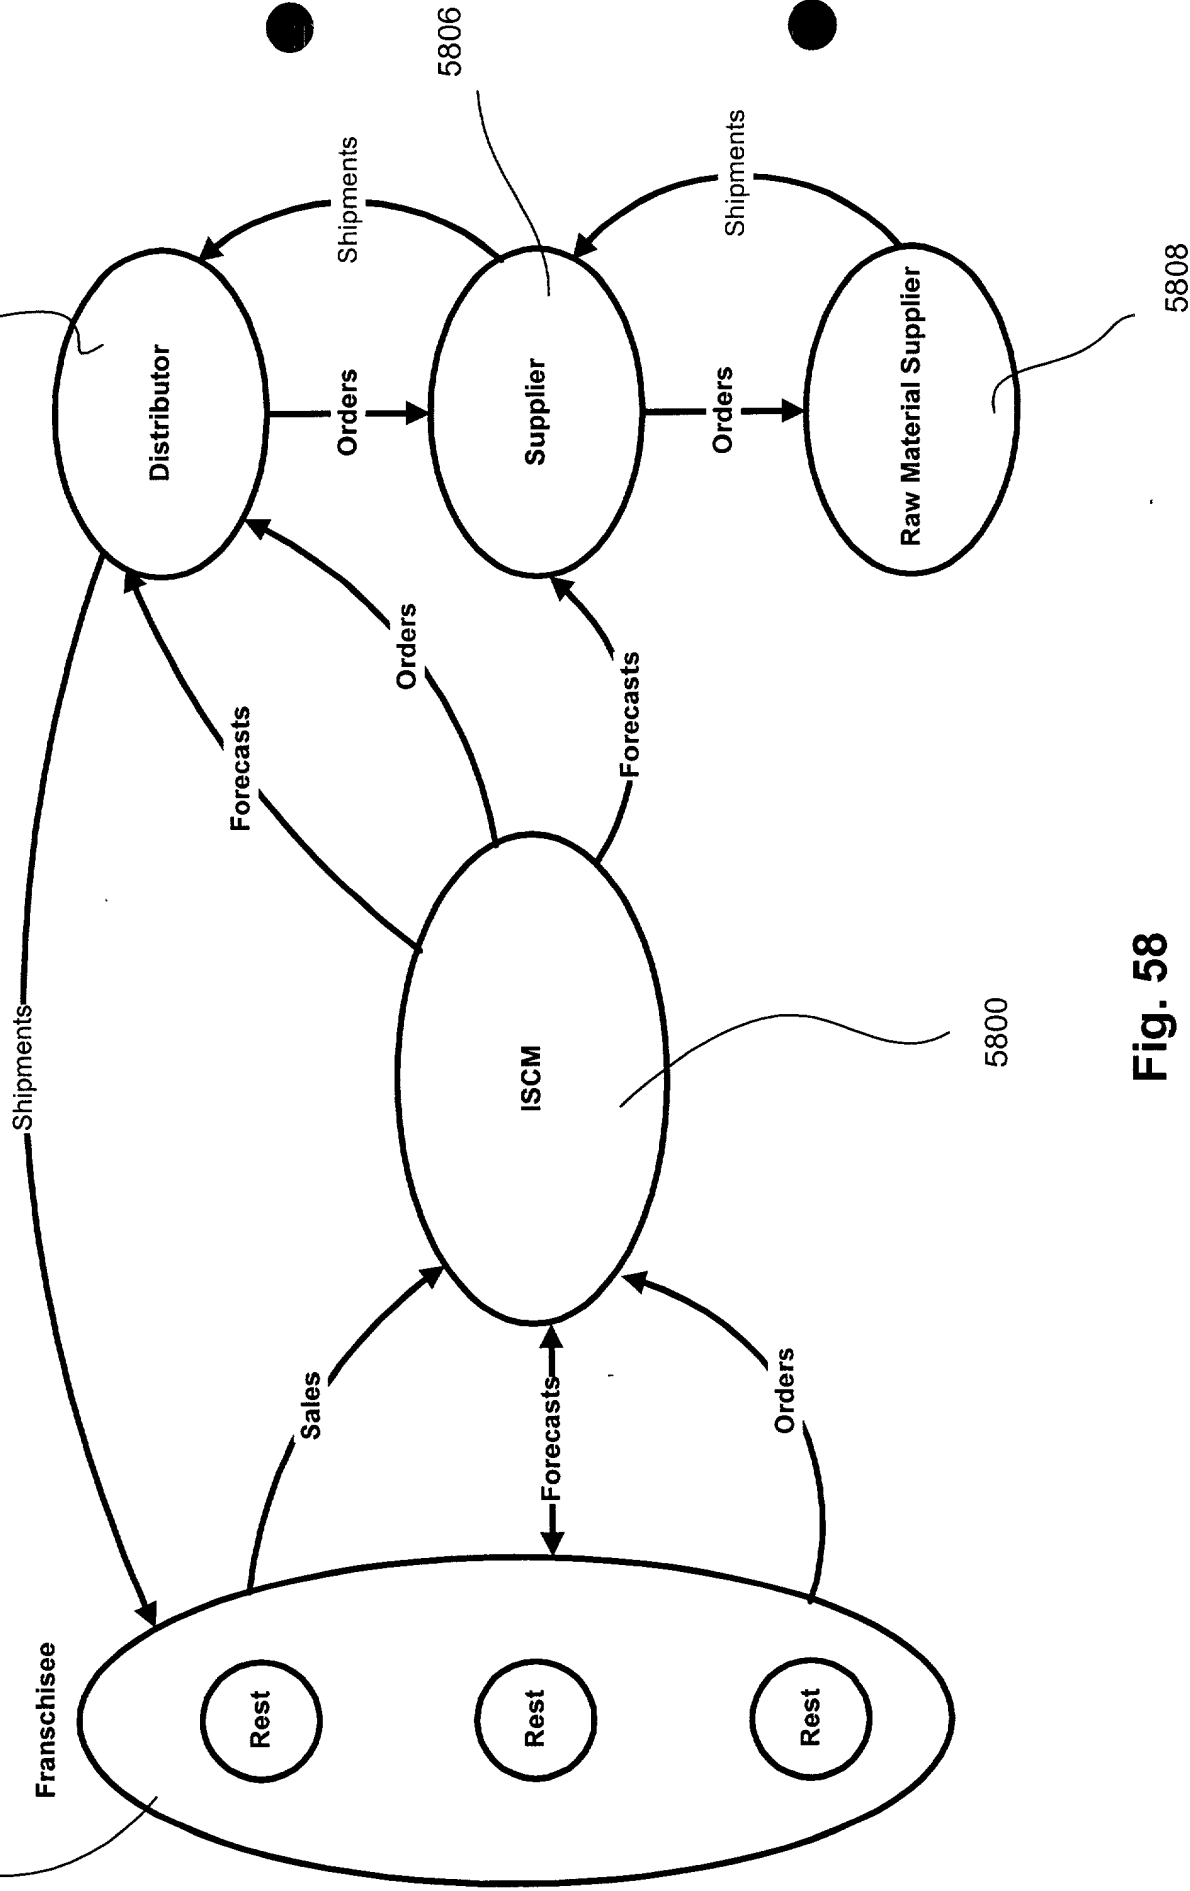 Franschisee
Rest
Rest
Rest
Shipments
Sales
Forecasts
Orders
ISCM
5800
Forecasts
Orders
Forecasts
Distributor
Orders
Shipments
Supplier
5806
Orders
Shipments
Raw Material Supplier
5808
Fig. 58